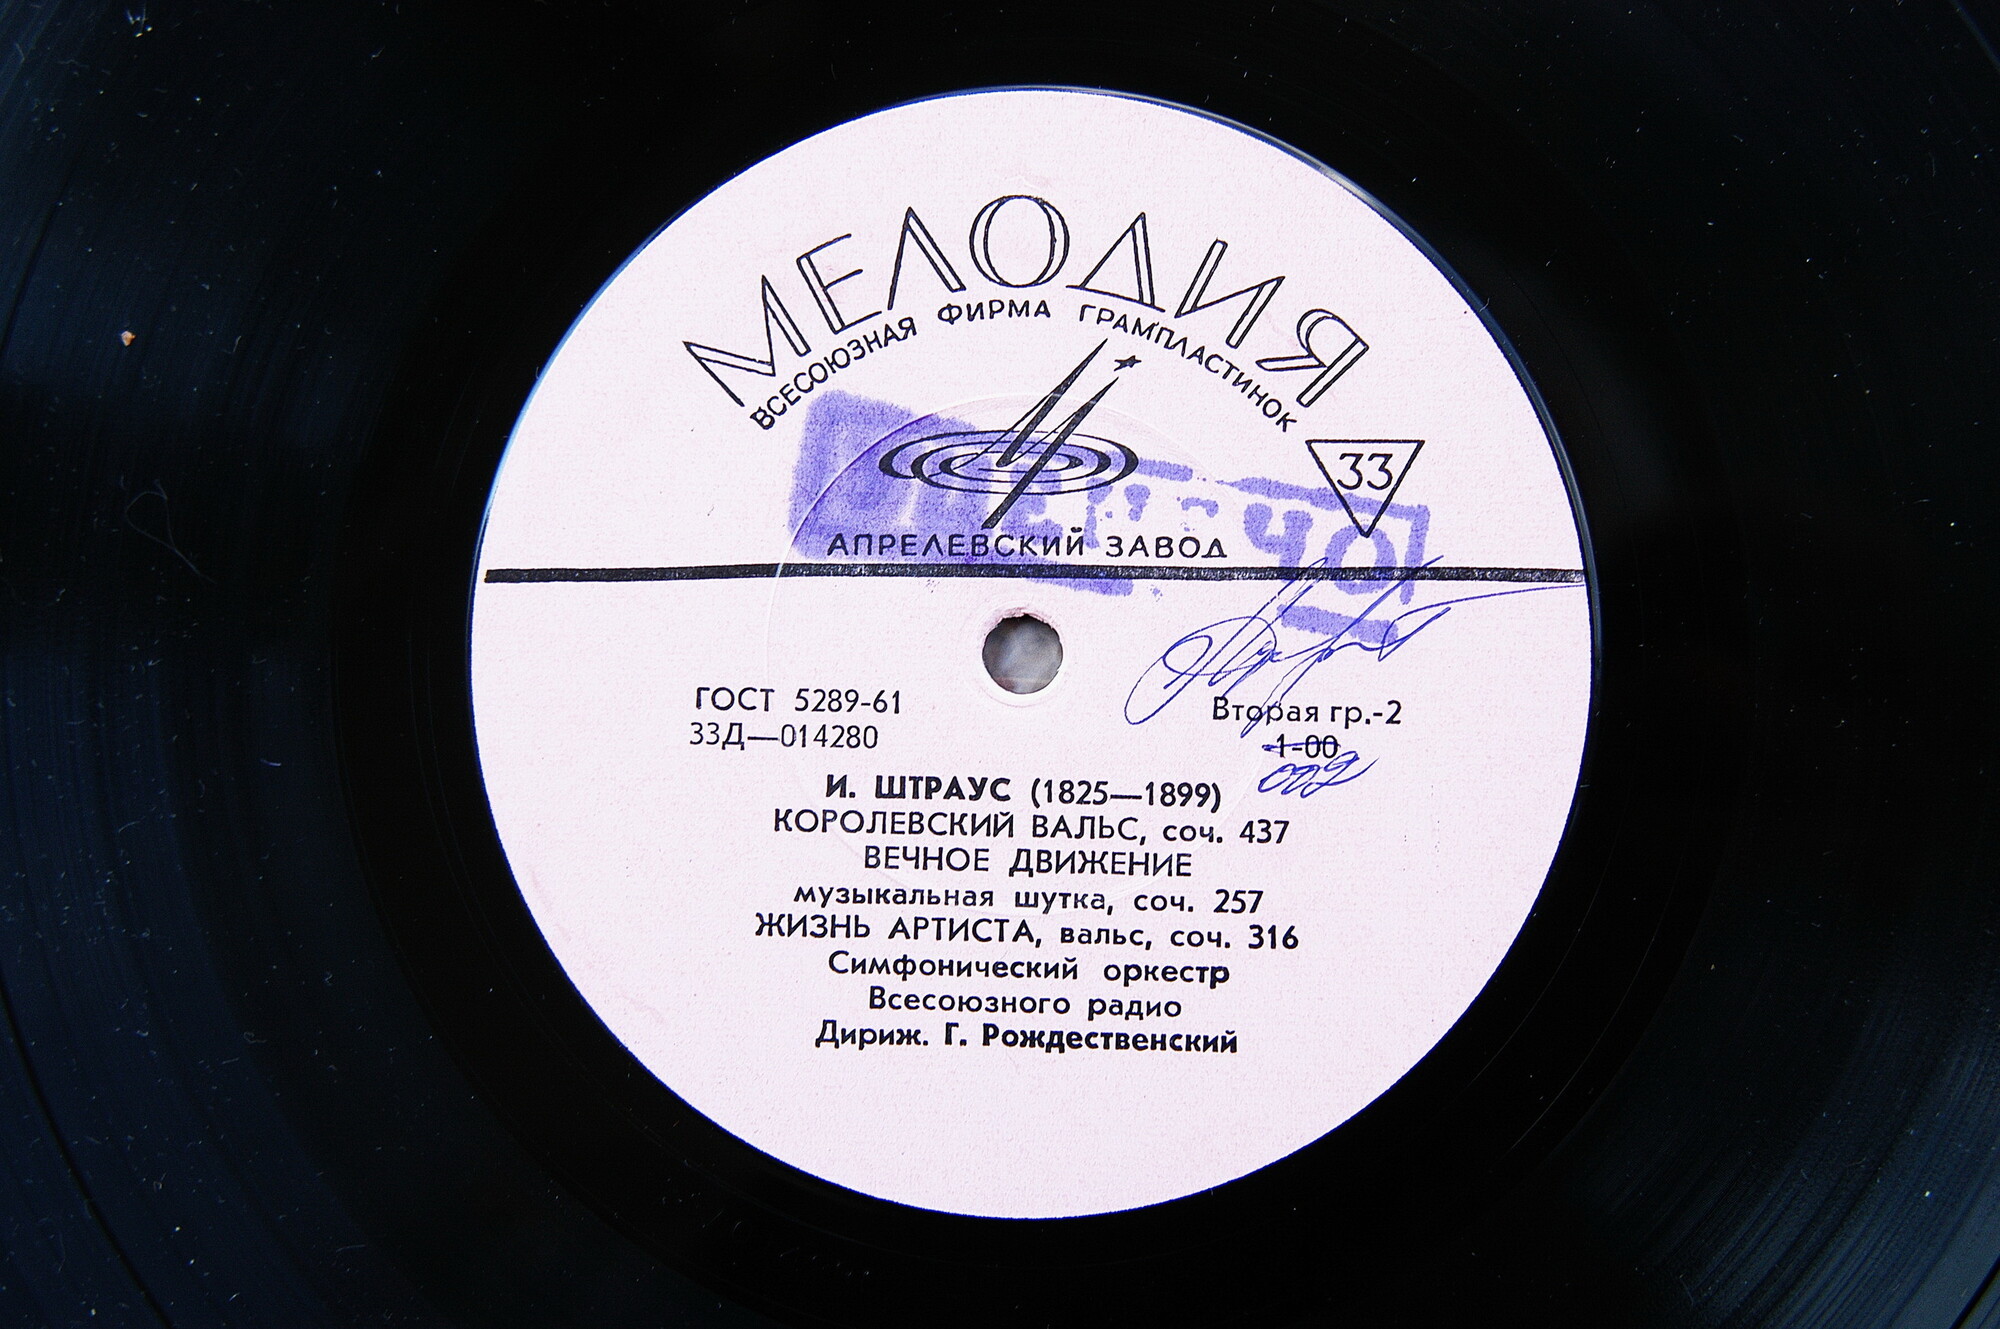 МЕЛОДИЯ
ВСЕСОЮЗНАЯ ФИРМА ГРАМПЛАСТИНОК
33
АПРЕЛЕВСКИЙ ЗАВОД
ГОСТ 5289-61
33Д—014280
Вторая гр.-2
1-00
002
И. ШТРАУС (1825—1899)
КОРОЛЕВСКИЙ ВАЛЬС, соч. 437
ВЕЧНОЕ ДВИЖЕНИЕ
музыкальная шутка, соч. 257
ЖИЗНЬ АРТИСТА, вальс, соч. 316
Симфонический оркестр
Всесоюзного радио
Дириж. Г. Рождественский